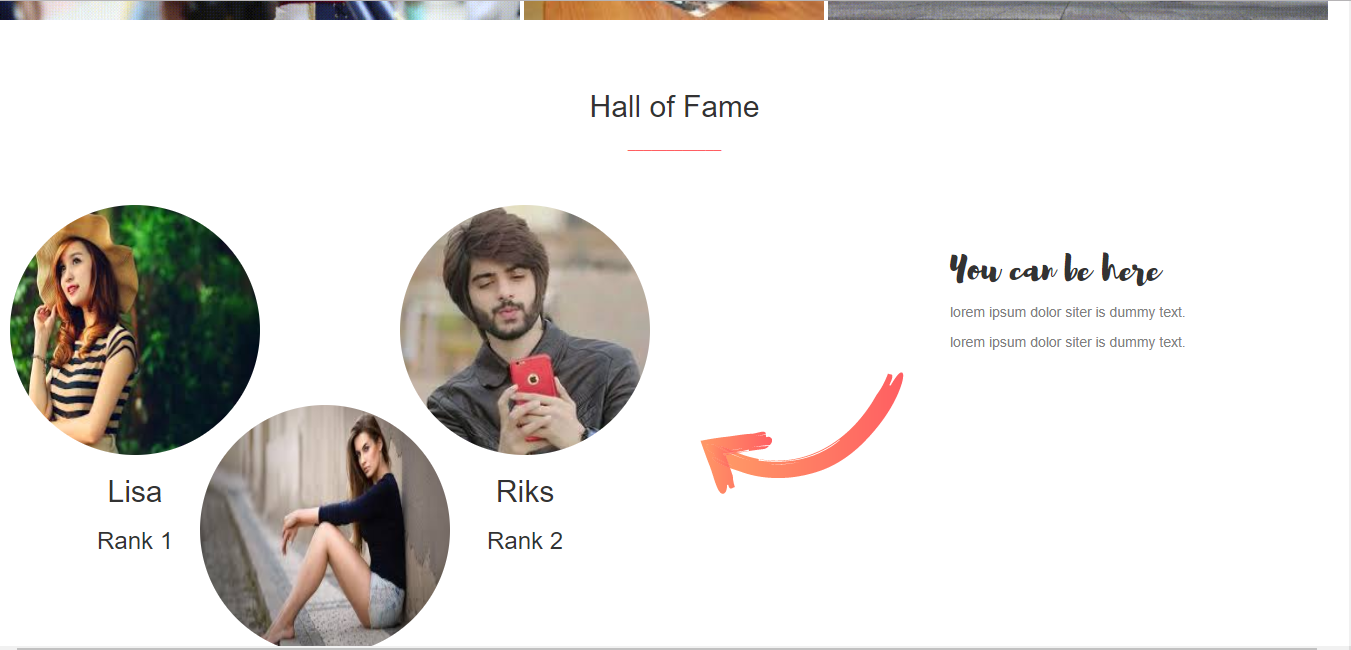 Hall of Fame
You can be here
lorem ipsum dolor siter is dummy text.
lorem ipsum dolor siter is dummy text.
Lisa
Rank 1
Riks
Rank 2